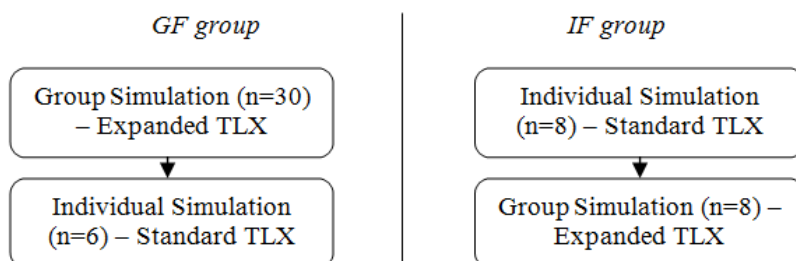 GF group
Group Simulation (n=30)
– Expanded TLX
Individual Simulation
(n=6) – Standard TLX
IF group
Individual Simulation
(n=8) – Standard TLX
Group Simulation (n=8) –
Expanded TLX